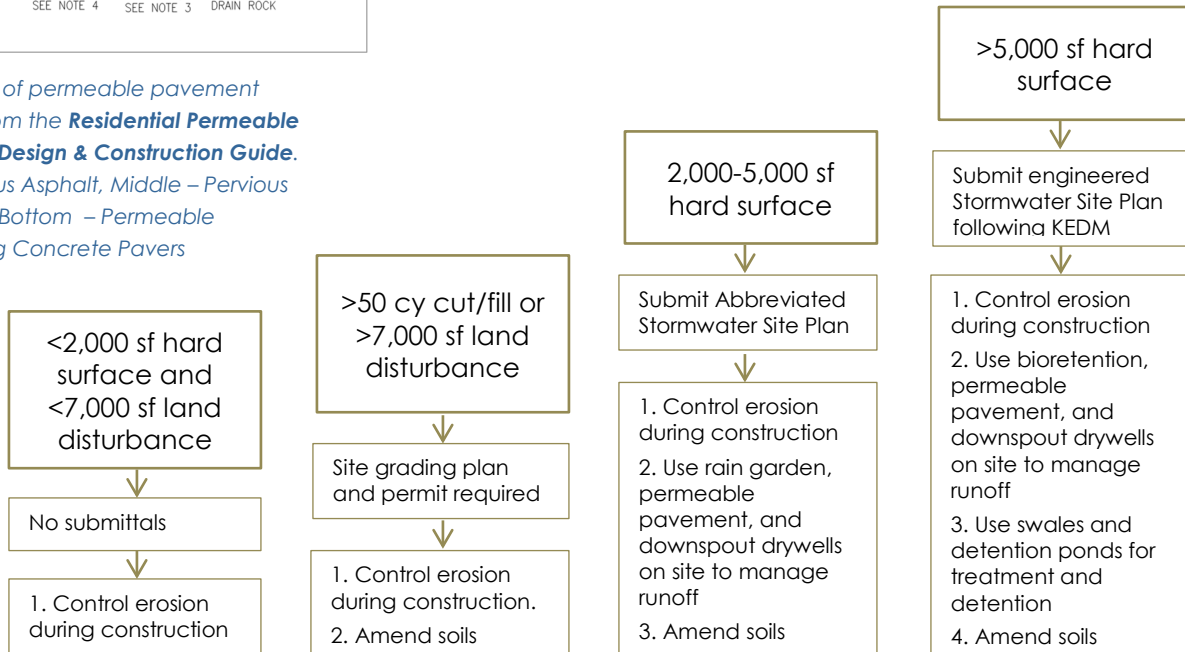 SEE NOTE 4 SEE NOTE 3 DRAIN ROCK
of permeable pavement
om the Residential Permeable
Design & Construction Guide.
us Asphalt, Middle – Pervious
Bottom – Permeable
g Concrete Pavers
<2,000 sf hard
surface and
<7,000 sf land
disturbance
No submittals
1. Control erosion
during construction
>50 cy cut/fill or
>7,000 sf land
disturbance
Site grading plan
and permit required
1. Control erosion
during construction.
2. Amend soils
2,000-5,000 sf
hard surface
Submit Abbreviated
Stormwater Site Plan
1. Control erosion
during construction
2. Use rain garden,
permeable
pavement, and
downspout drywells
on site to manage
runoff
3. Amend soils
>5,000 sf hard
surface
Submit engineered
Stormwater Site Plan
following KEDM
1. Control erosion
during construction
2. Use bioretention,
permeable
pavement, and
downspout drywells
on site to manage
runoff
3. Use swales and
detention ponds for
treatment and
detention
4. Amend soils